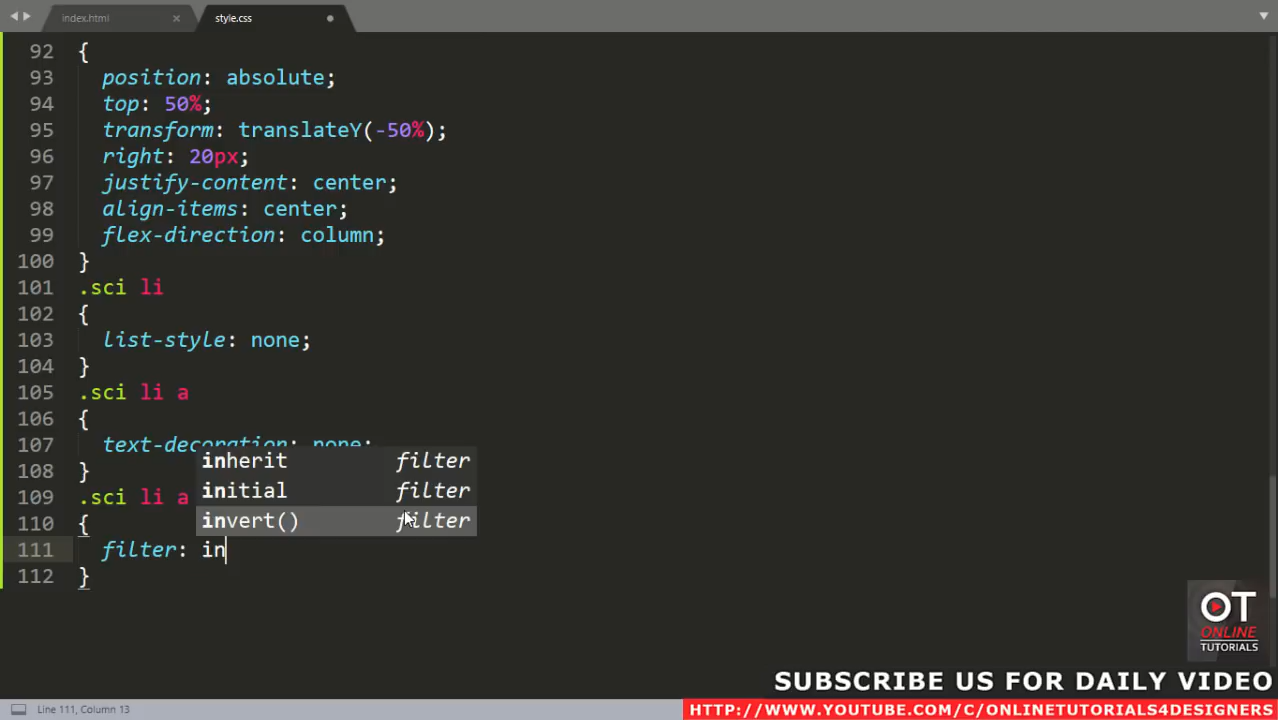 index.html × style.css
92 {
93 position: absolute;
94 top: 50%;
95 transform: translateY(-50%);
96 right: 20px;
97 justify-content: center;
98 align-items: center;
99 flex-direction: column;
100 }
101 .sci li
102 {
103 list-style: none;
104 }
105 .sci li a
106 {
107 text-decoration: none;
inherit filter
108 }
initial filter
109 .sci li a
invert() filter
110 {
111 filter: in
112 }
OT
ONLINE
TUTORIALS
SUBSCRIBE US FOR DAILY VIDEO
Line 111, Column 13
HTTP://WWW.YOUTUBE.COM/C/ONLINETUTORIALS4DESIGNERS